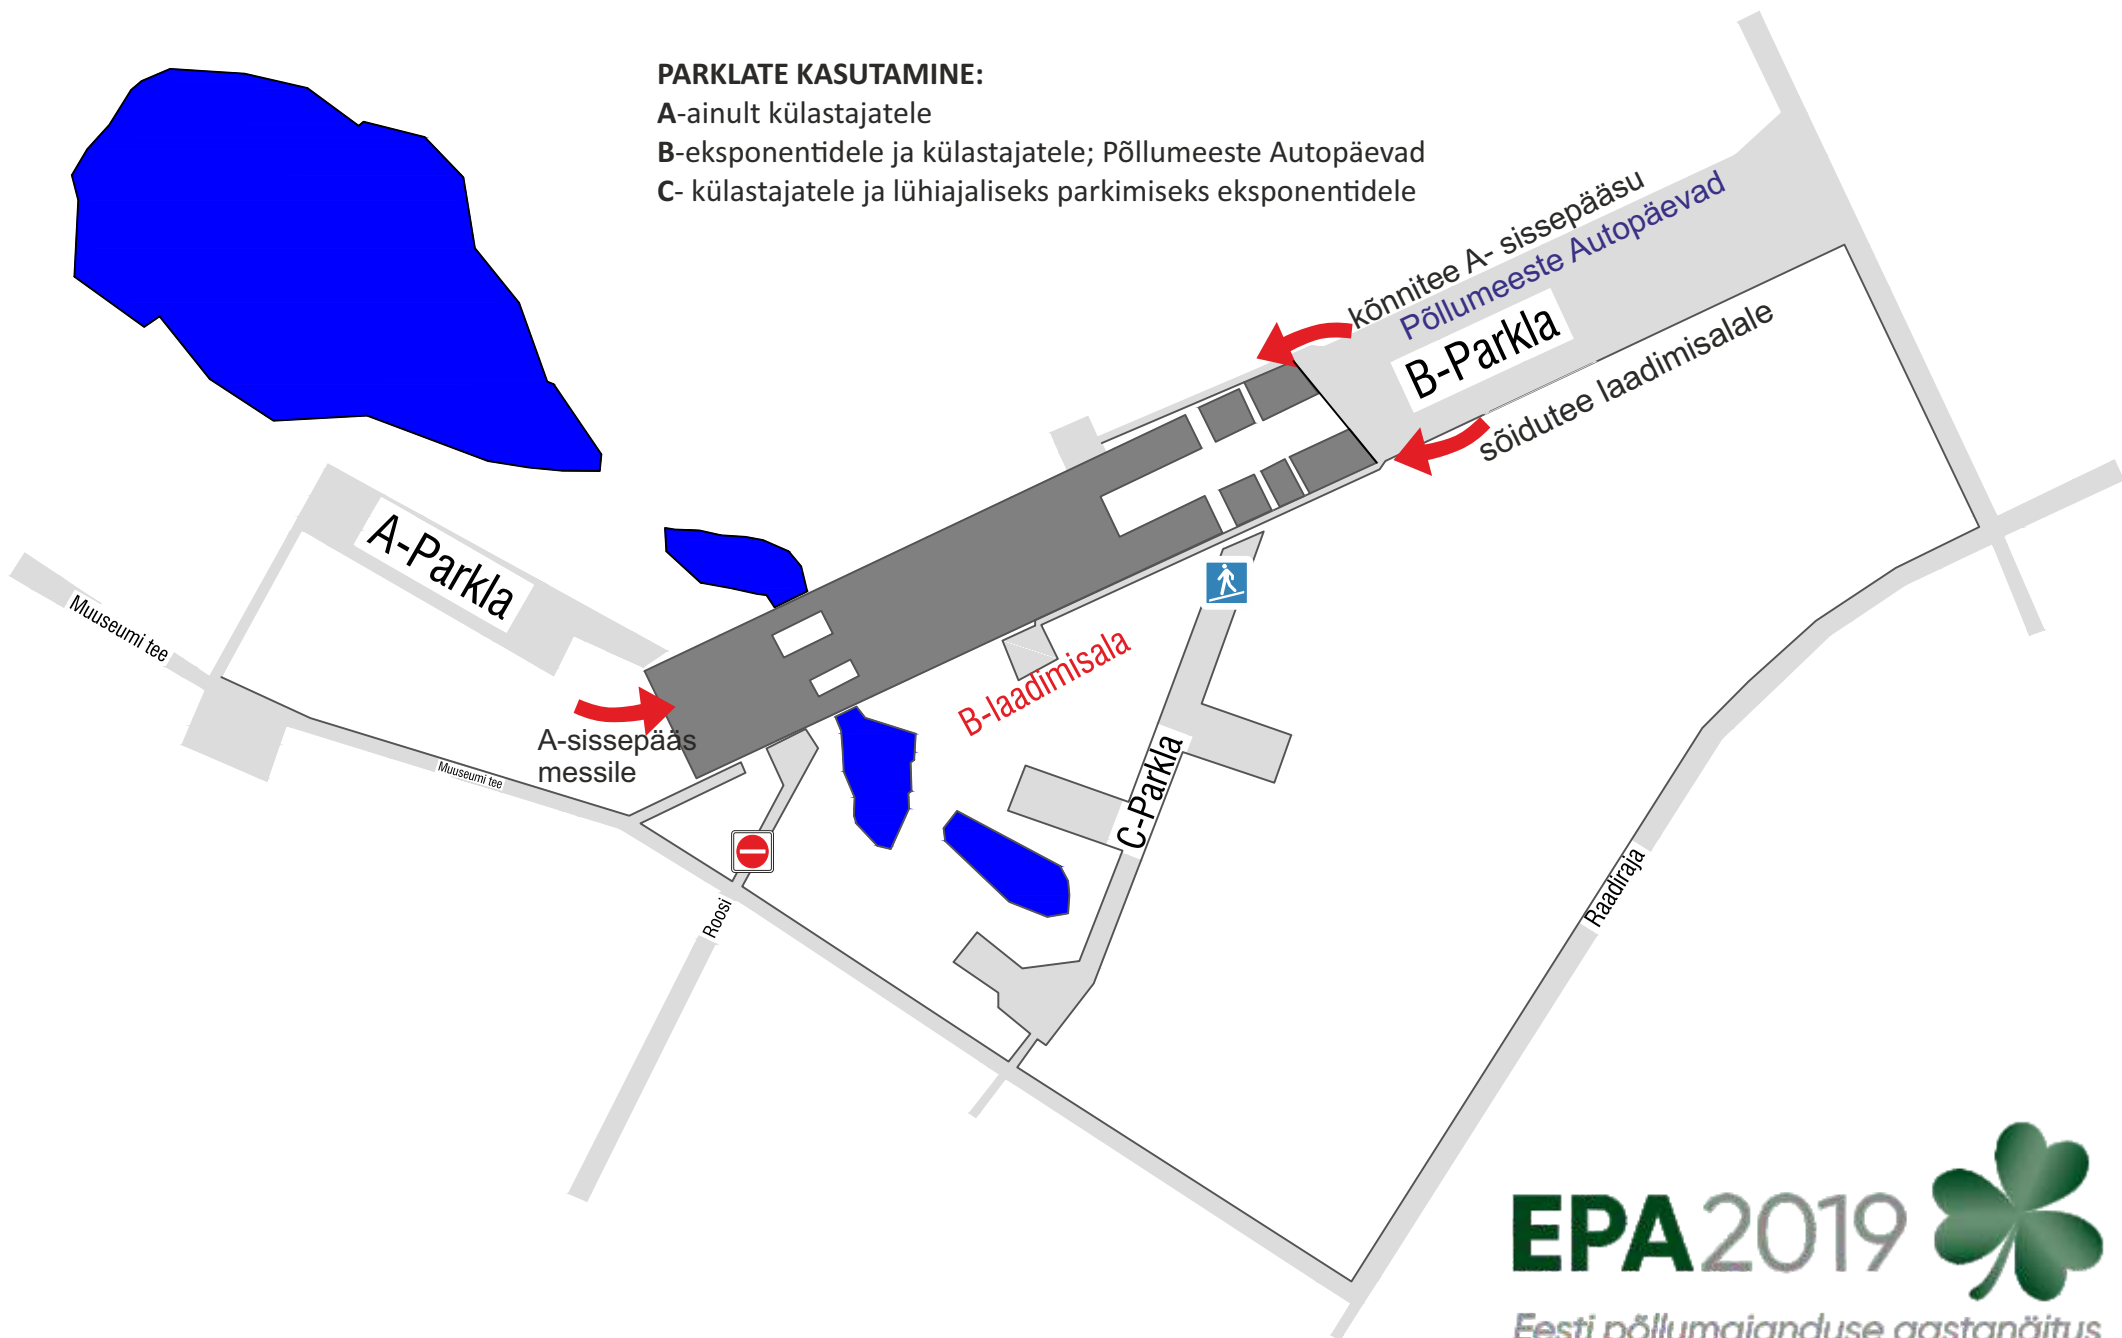 PARKLATE KASUTAMINE:
A-ainult külastajatele
B-eksponentidele ja külastajatele; Põllumeeste Autopäevad
C- külastajatele ja lühiajaliseks parkimiseks eksponentidele
kõnnitee A- sissepääsu
Põllumeeste Autopäevad
B-Parkla
sõidutee laadimisalale
A-Parkla
Muuseumi tee
B-laadimisala
A-sissepääs
messile
Muuseumi tee
C-Parkla
Roosi
Raadiraja
EPA2019
Eesti põllumajanduse aastanäitus